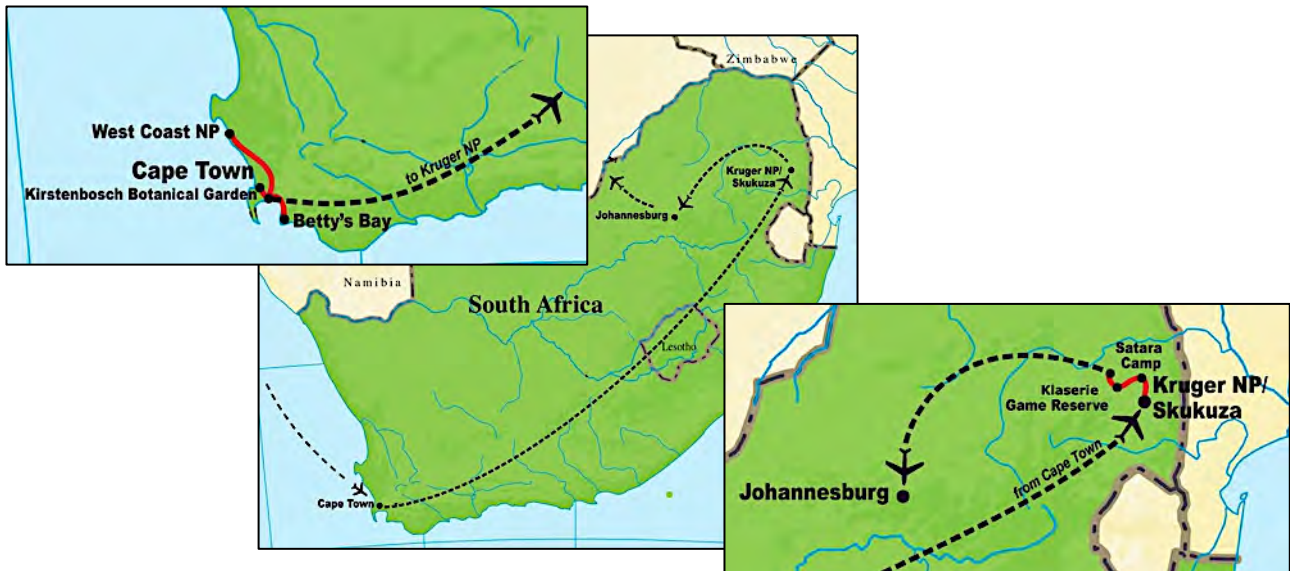 West Coast NP
Cape Town
Kirstenbosch Botanical Garden
Betty's Bay
to Kruger NP
Zimbabwe
Kruger NP/
Skukuza
Johannesburg
Namibia
South Africa
Lesotho
Cape Town
Satara
Camp
Klaserie
Game Reserve
Kruger NP/
Skukuza
Johannesburg
from Cape Town